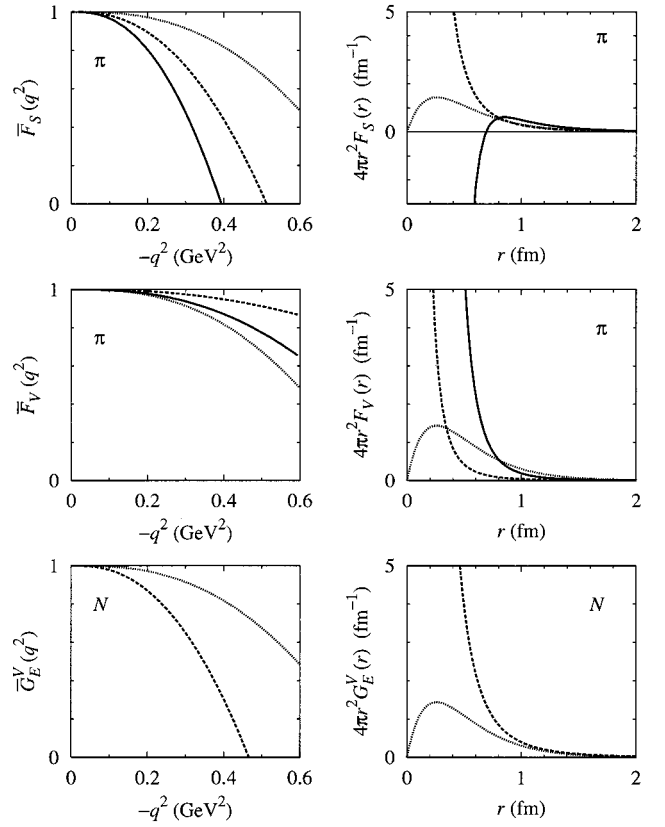 1
0
F̅_S(q²)
π
0 0.2 0.4 0.6
−q² (GeV²)
5
0
4πr²F_S(r) (fm⁻¹)
π
0 1 2
r (fm)
1
0
F̅_V(q²)
π
0 0.2 0.4 0.6
−q² (GeV²)
5
0
4πr²F_V(r) (fm⁻¹)
π
0 1 2
r (fm)
1
0
G̅_E^V(q²)
N
0 0.2 0.4 0.6
−q² (GeV²)
5
0
4πr²G_E^V(r) (fm⁻¹)
N
0 1 2
r (fm)